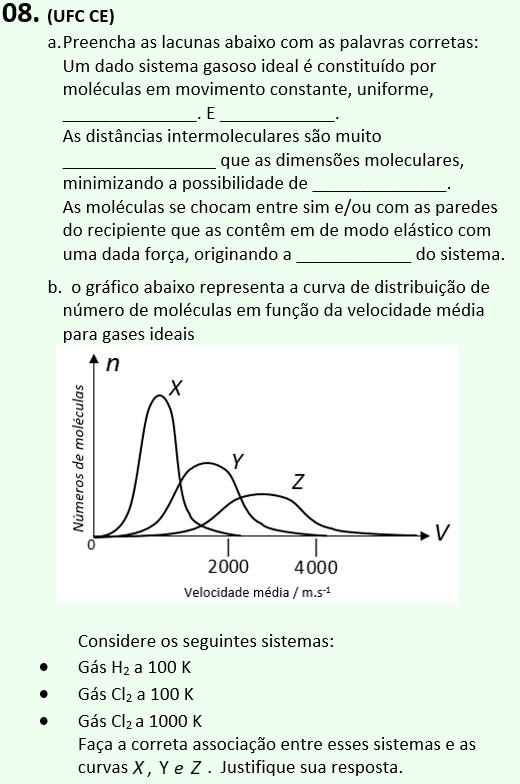 08. (UFC CE)
a.Preencha as lacunas abaixo com as palavras corretas:
Um dado sistema gasoso ideal é constituído por
moléculas em movimento constante, uniforme,
_______________. E _____________.
As distâncias intermoleculares são muito
_________________ que as dimensões moleculares,
minimizando a possibilidade de _______________.
As moléculas se chocam entre sim e/ou com as paredes
do recipiente que as contêm em de modo elástico com
uma dada força, originando a _____________ do sistema.
b. o gráfico abaixo representa a curva de distribuição de
número de moléculas em função da velocidade média
para gases ideais
n
X
Y
Z
Números de moléculas
0
V
2000 4000
Velocidade média / m.s⁻¹
Considere os seguintes sistemas:
• Gás H₂ a 100 K
• Gás Cl₂ a 100 K
• Gás Cl₂ a 1000 K
Faça a correta associação entre esses sistemas e as
curvas X , Y e Z . Justifique sua resposta.